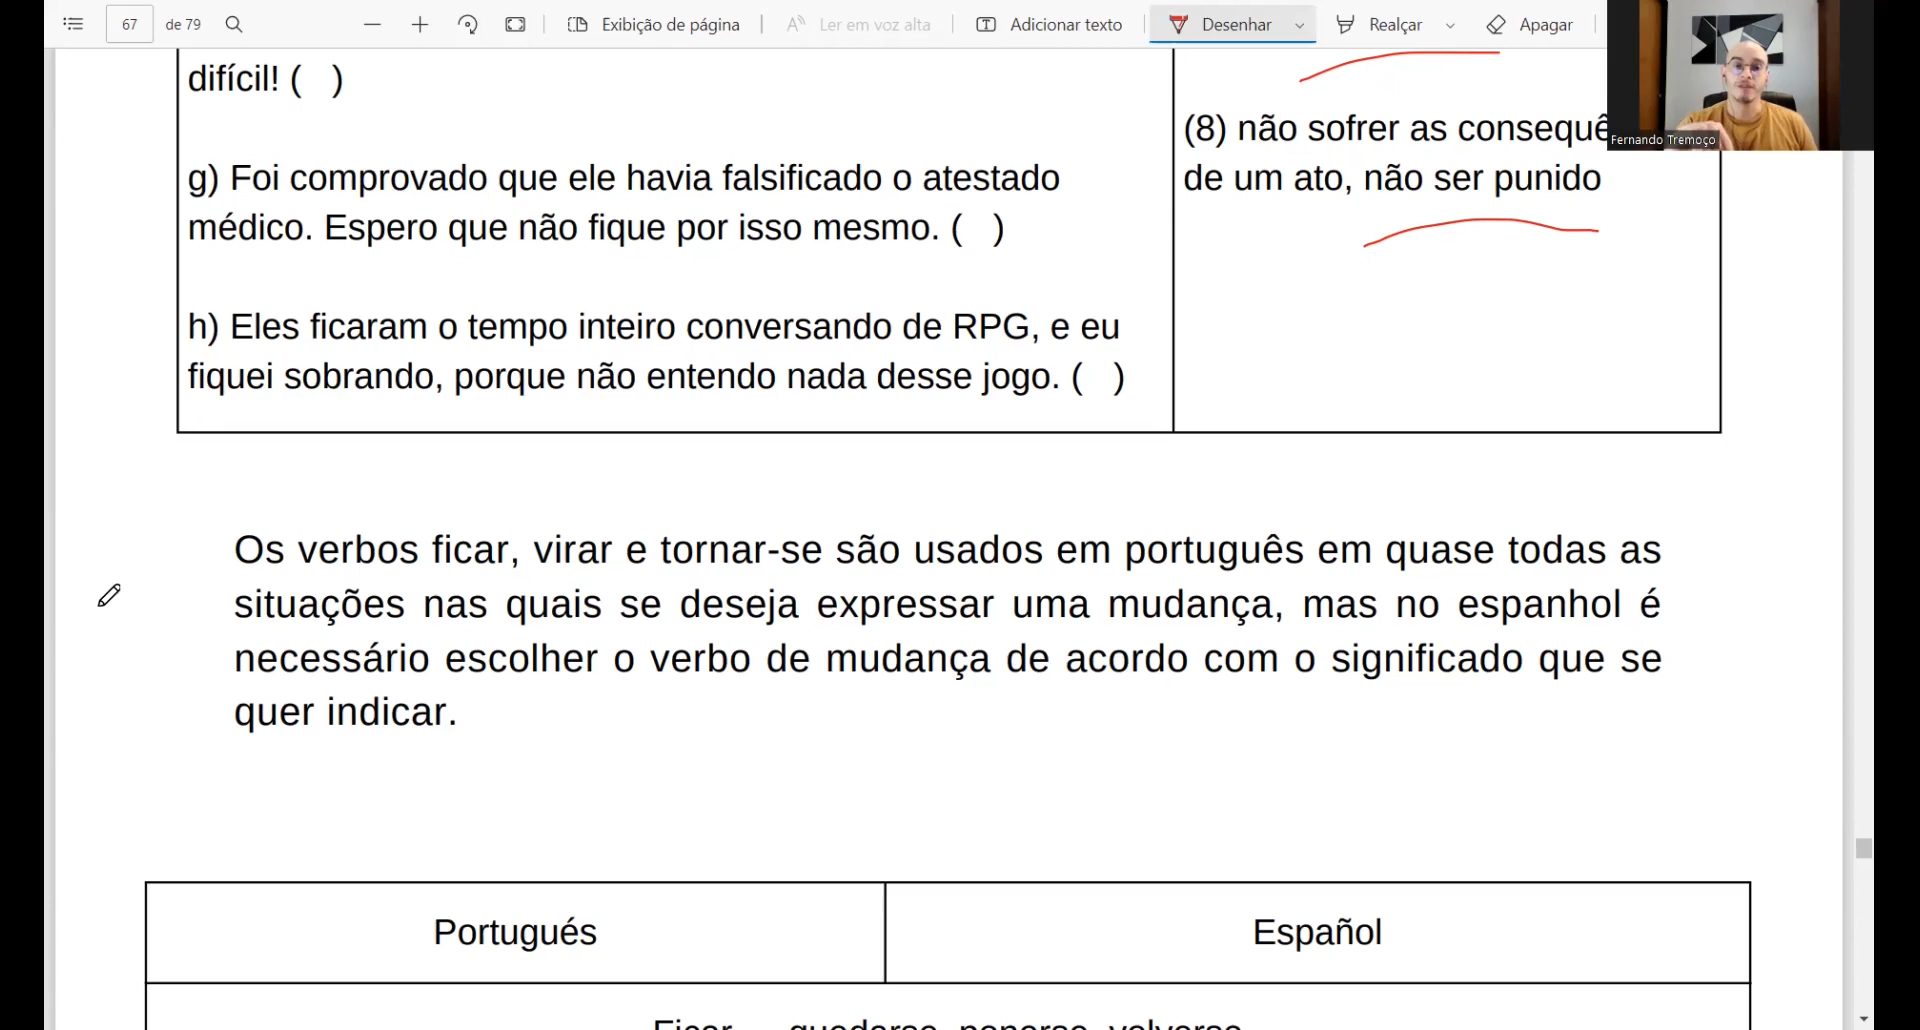 67 de 79 Exibição de página Ler em voz alta Adicionar texto Desenhar Realçar Apagar
Fernando Tremoço
difícil! ( )
g) Foi comprovado que ele havia falsificado o atestado
médico. Espero que não fique por isso mesmo. ( )
h) Eles ficaram o tempo inteiro conversando de RPG, e eu
fiquei sobrando, porque não entendo nada desse jogo. ( )
(8) não sofrer as consequê
de um ato, não ser punido
Os verbos ficar, virar e tornar-se são usados em português em quase todas as
situações nas quais se deseja expressar uma mudança, mas no espanhol é
necessário escolher o verbo de mudança de acordo com o significado que se
quer indicar.
Portugués
Español
Ficar quedarse, ponerse, volverse